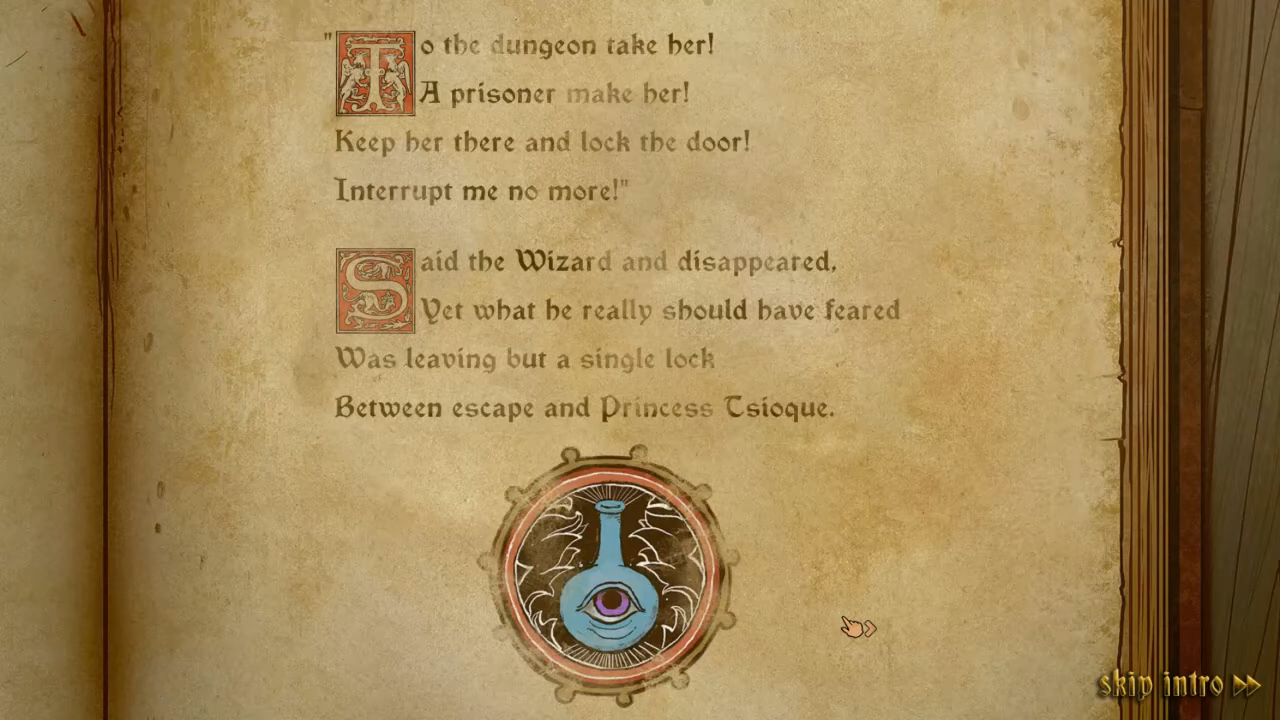 "To the dungeon take her!
A prisoner make her!
Keep her there and lock the door!
Interrupt me no more!"
Said the Wizard and disappeared,
Yet what he really should have feared
Was leaving but a single lock
Between escape and Princess Tsioque.
skip intro